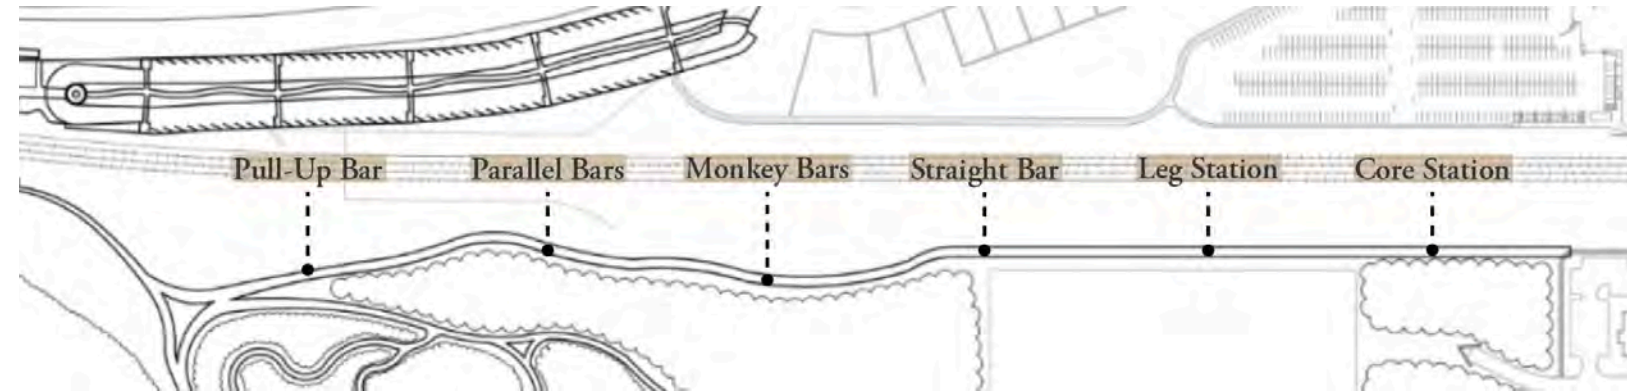 Pull-Up Bar
Parallel Bars
Monkey Bars
Straight Bar
Leg Station
Core Station